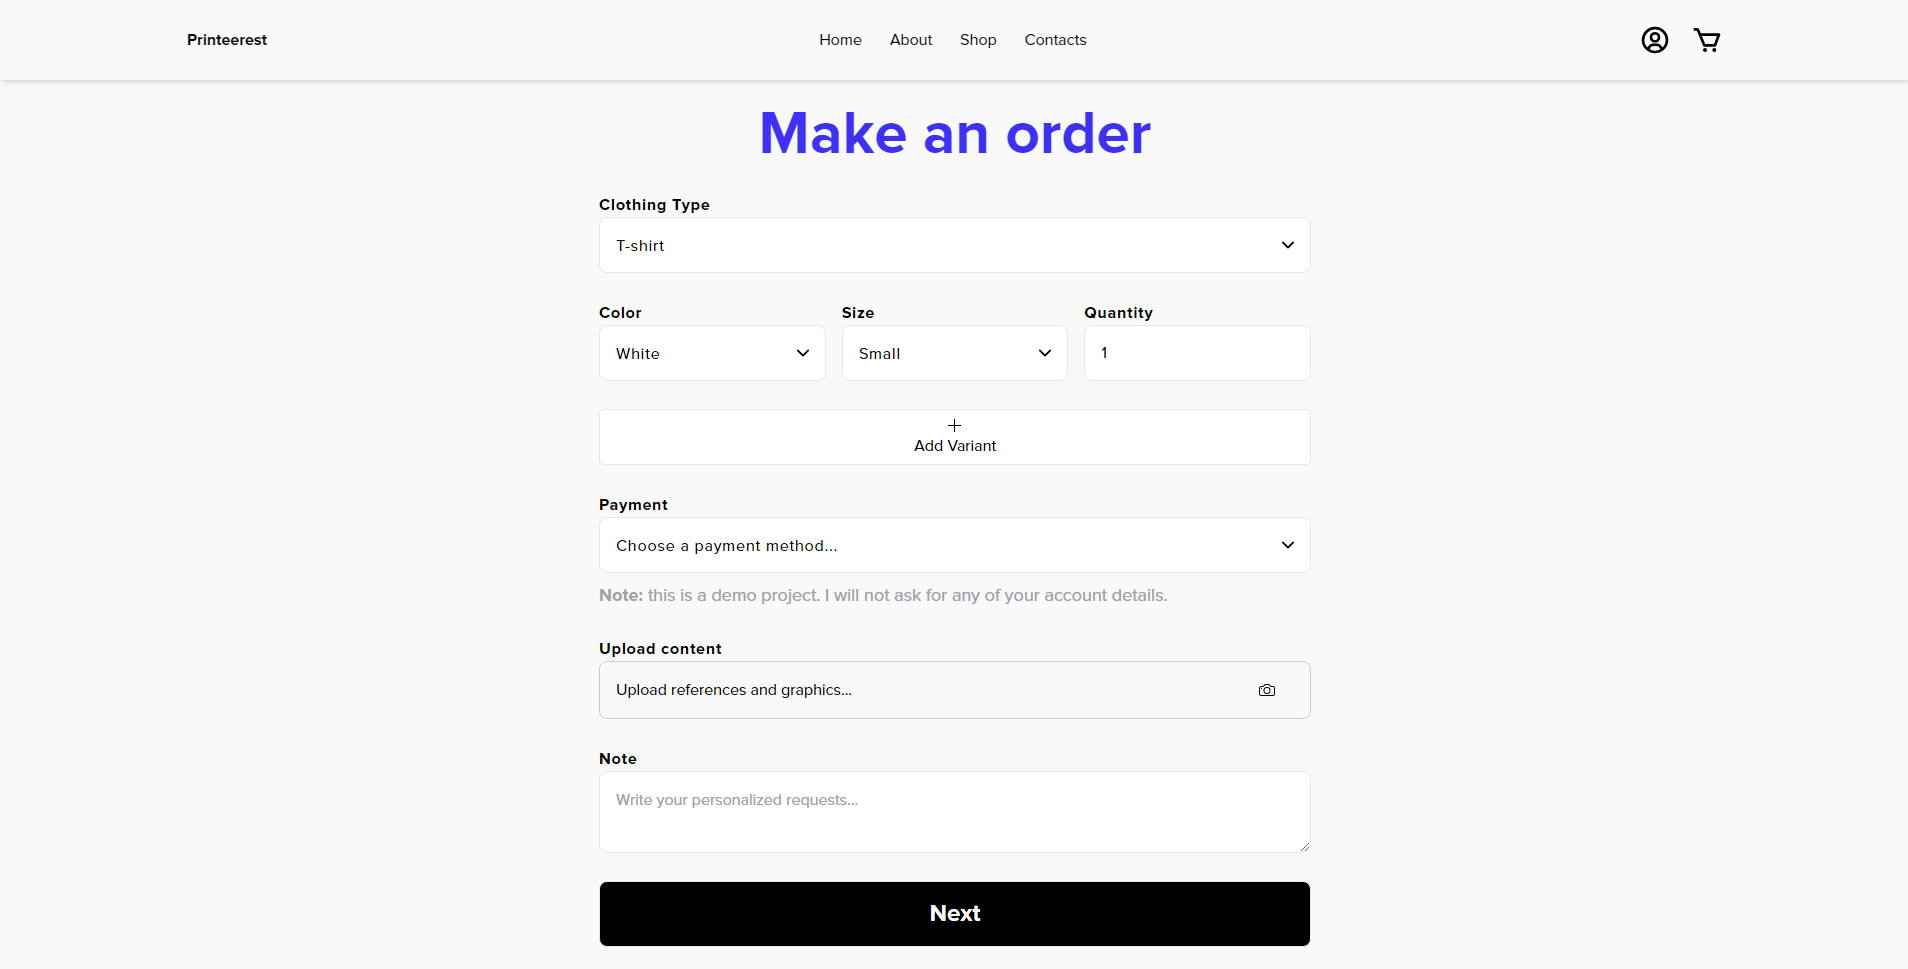 Printeerest
Home About Shop Contacts
Make an order
Clothing Type
T-shirt
Color Size Quantity
White Small 1
Add Variant
Payment
Choose a payment method...
Note: this is a demo project. I will not ask for any of your account details.
Upload content
Upload references and graphics...
Note
Write your personalized requests...
Next